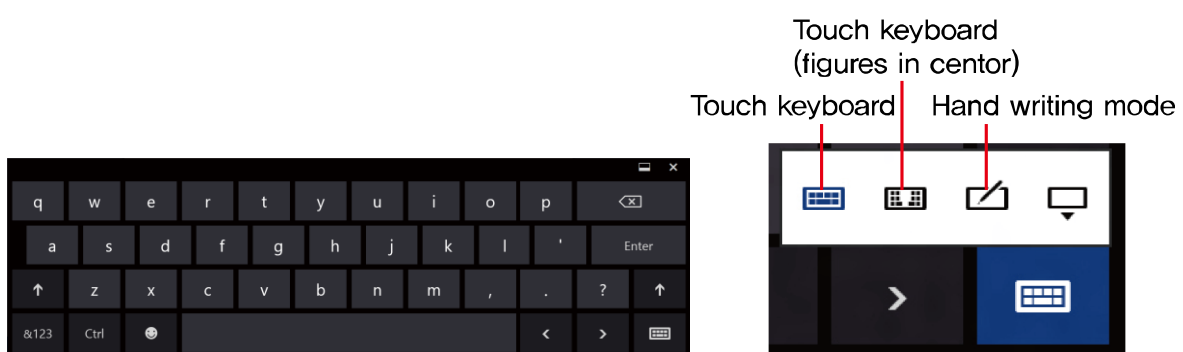 Touch keyboard
(figures in centor)
Touch keyboard
Hand writing mode
q w e r t y u i o p
a s d f g h j k l ' Enter
z x c v b n m , . ?
&123 Ctrl < >
>